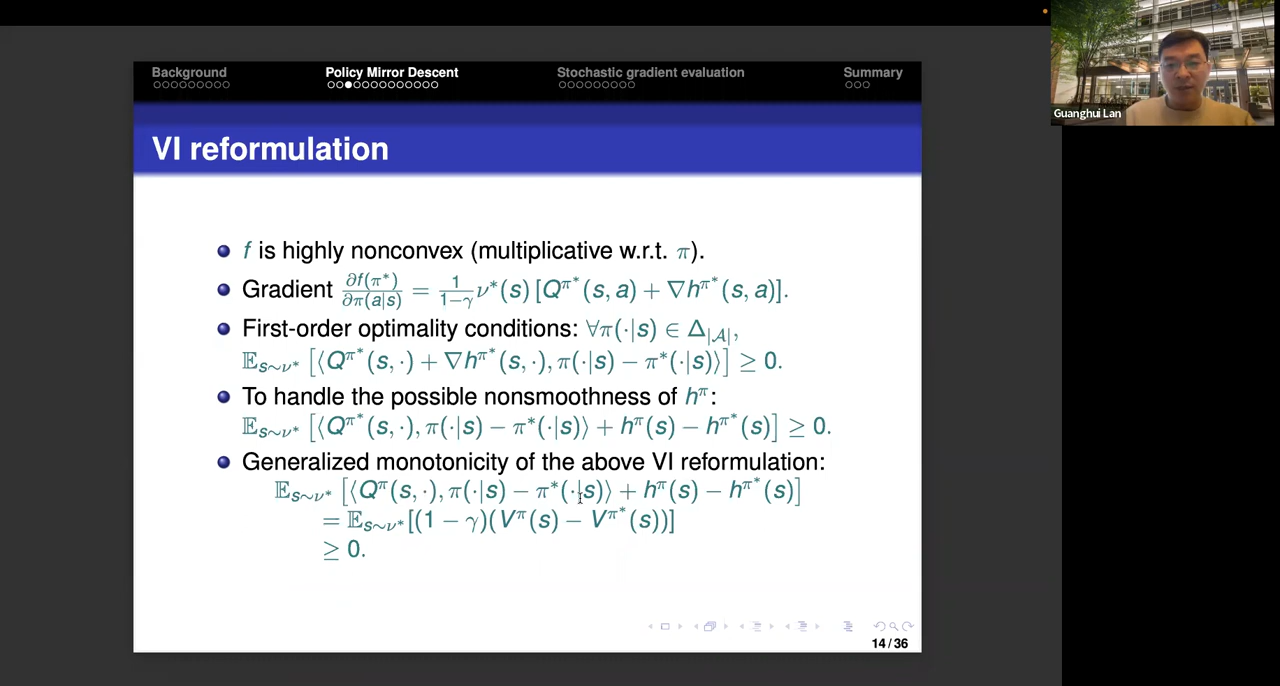 Background Policy Mirror Descent Stochastic gradient evaluation Summary
VI reformulation
f is highly nonconvex (multiplicative w.r.t. π).
Gradient ∂f(π*)/∂π(a|s) = 1/(1−γ) ν*(s) [Q^{π*}(s, a) + ∇h^{π*}(s, a)].
First-order optimality conditions: ∀π(·|s) ∈ Δ_{|𝒜|},
𝔼_{s∼ν*} [⟨Q^{π*}(s, ·) + ∇h^{π*}(s, ·), π(·|s) − π*(·|s)⟩] ≥ 0.
To handle the possible nonsmoothness of h^π:
𝔼_{s∼ν*} [⟨Q^{π*}(s, ·), π(·|s) − π*(·|s)⟩ + h^π(s) − h^{π*}(s)] ≥ 0.
Generalized monotonicity of the above VI reformulation:
𝔼_{s∼ν*} [⟨Q^π(s, ·), π(·|s) − π*(·|s)⟩ + h^π(s) − h^{π*}(s)]
= 𝔼_{s∼ν*}[(1 − γ)(V^π(s) − V^{π*}(s))]
≥ 0.
14 / 36
Guanghui Lan